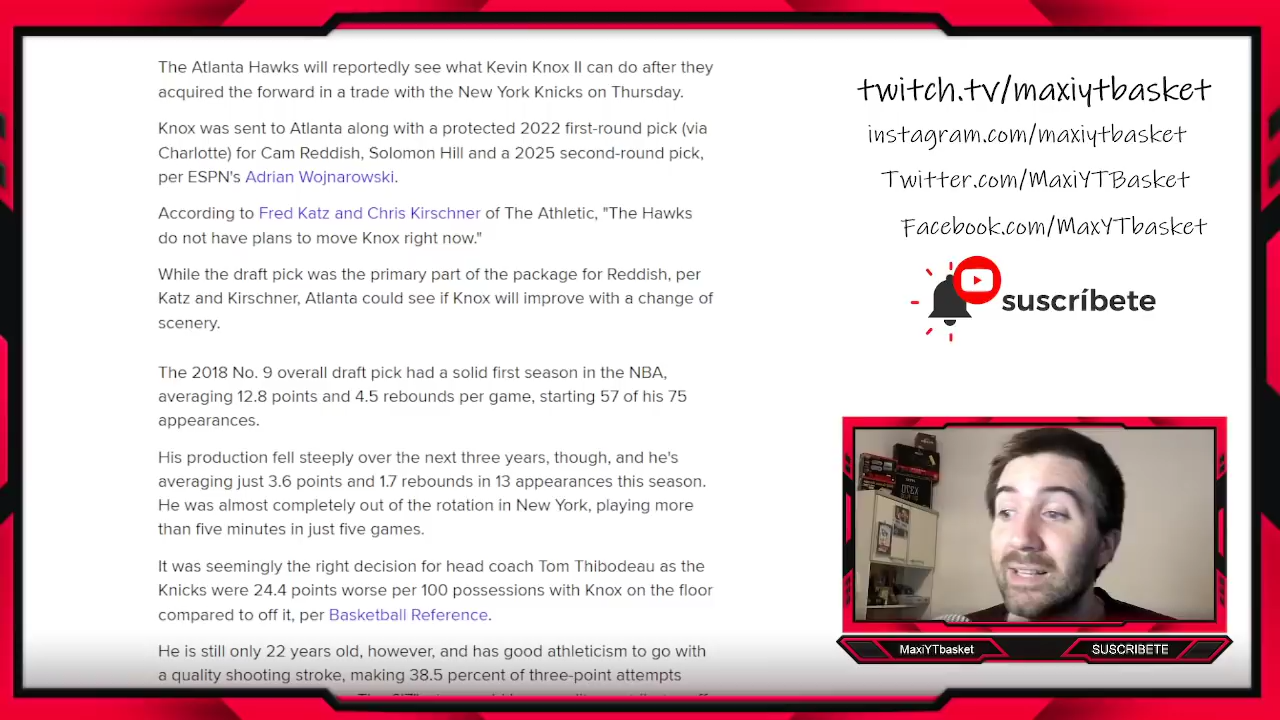 The Atlanta Hawks will reportedly see what Kevin Knox II can do after they
acquired the forward in a trade with the New York Knicks on Thursday.
Knox was sent to Atlanta along with a protected 2022 first-round pick (via
Charlotte) for Cam Reddish, Solomon Hill and a 2025 second-round pick,
per ESPN's Adrian Wojnarowski.
According to Fred Katz and Chris Kirschner of The Athletic, "The Hawks
do not have plans to move Knox right now."
While the draft pick was the primary part of the package for Reddish, per
Katz and Kirschner, Atlanta could see if Knox will improve with a change of
scenery.
The 2018 No. 9 overall draft pick had a solid first season in the NBA,
averaging 12.8 points and 4.5 rebounds per game, starting 57 of his 75
appearances.
His production fell steeply over the next three years, though, and he's
averaging just 3.6 points and 1.7 rebounds in 13 appearances this season.
He was almost completely out of the rotation in New York, playing more
than five minutes in just five games.
It was seemingly the right decision for head coach Tom Thibodeau as the
Knicks were 24.4 points worse per 100 possessions with Knox on the floor
compared to off it, per Basketball Reference.
He is still only 22 years old, however, and has good athleticism to go with
a quality shooting stroke, making 38.5 percent of three-point attempts
twitch.tv/maxiytbasket
instagram.com/maxiytbasket
Twitter.com/MaxiYTBasket
Facebook.com/MaxYTbasket
suscríbete
MaxiYTbasket
SUSCRIBETE